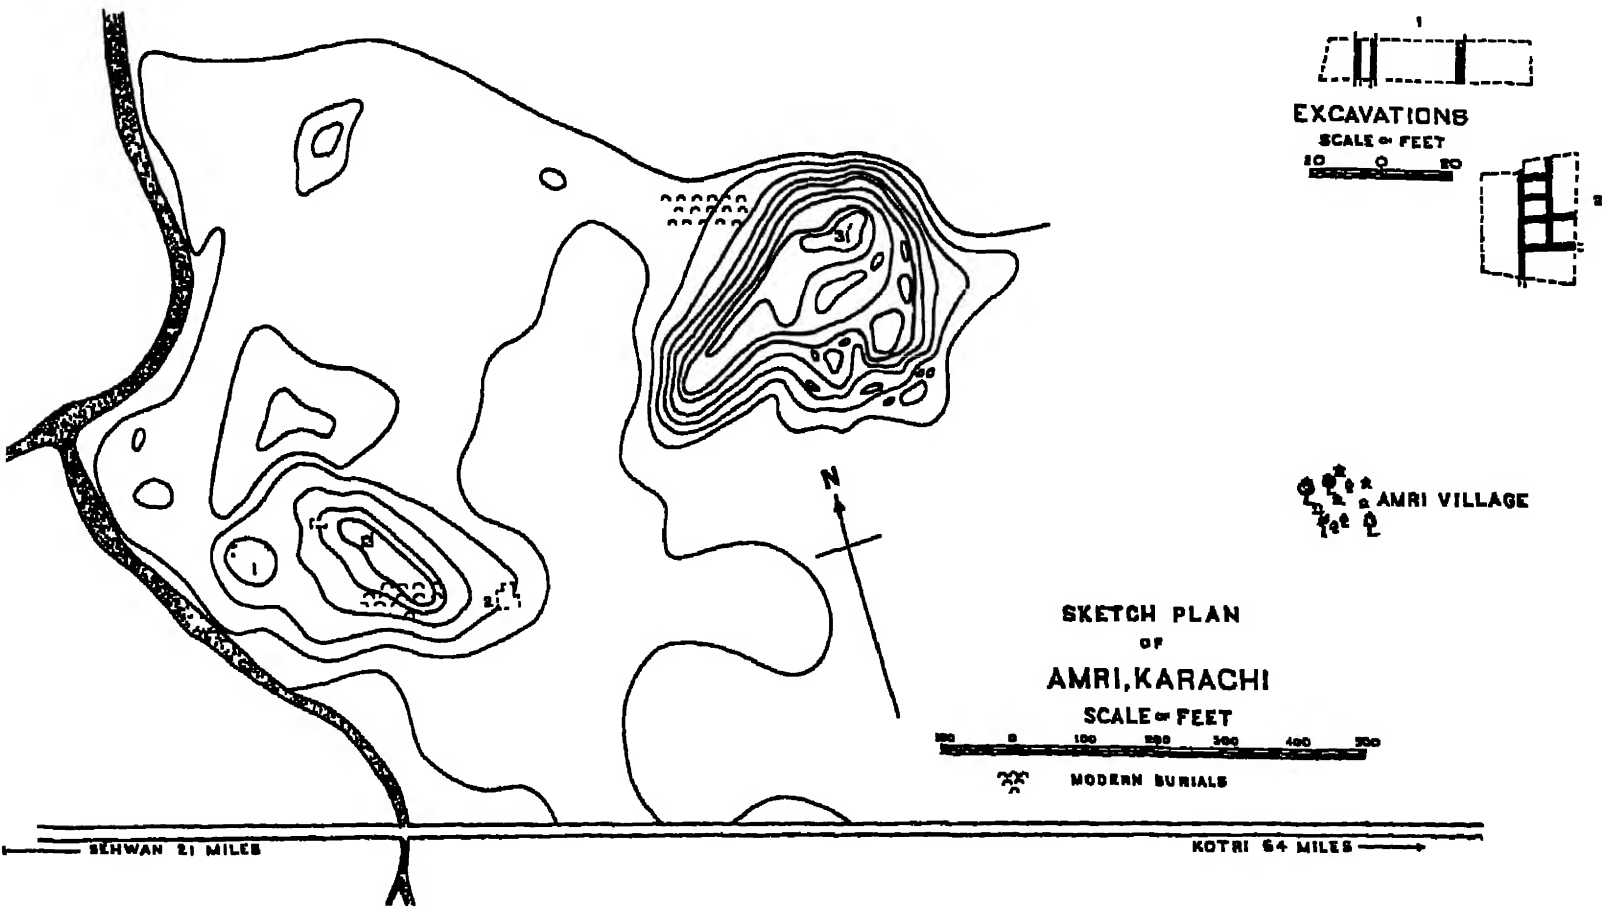 1
EXCAVATIONS
SCALE OF FEET
20 0 20
2
3
N
AMRI VILLAGE
1
2
SKETCH PLAN
OF
AMRI, KARACHI
SCALE OF FEET
100 0 100 200 300 400 500
MODERN BURIALS
SEHWAN 21 MILES
KOTRI 64 MILES